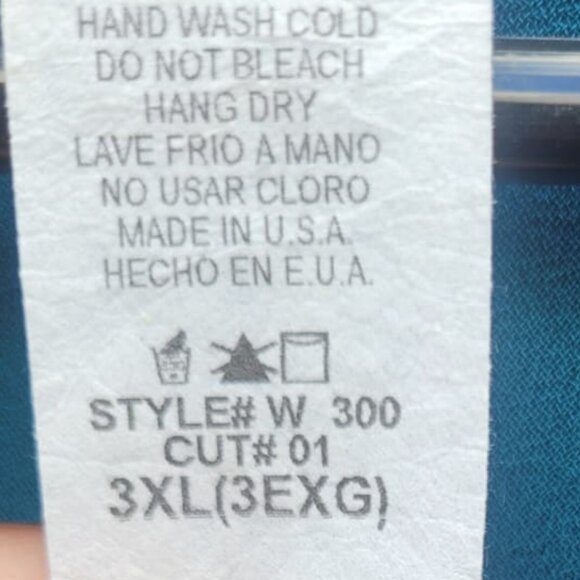 HAND WASH COLD
DO NOT BLEACH
HANG DRY
LAVE FRIO A MANO
NO USAR CLORO
MADE IN U.S.A.
HECHO EN E.U.A.
STYLE# W 300
CUT# 01
3XL(3EXG)